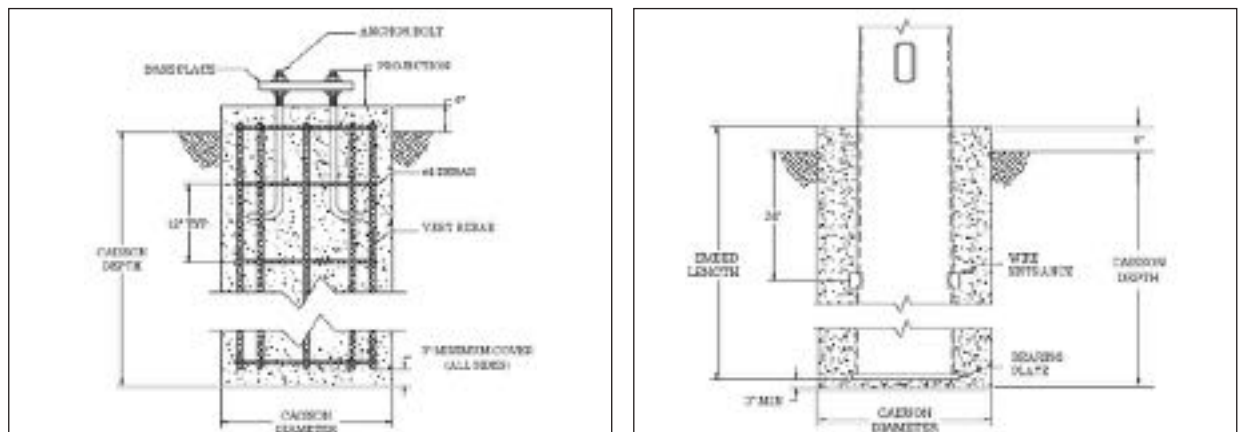 ANCHOR BOLT
BASE PLATE
PROJECTION
6"
#4 REBAR
12" TYP
VERT REBAR
CAISSON
DEPTH
3" MINIMUM COVER
(ALL SIDES)
CAISSON
DIAMETER
6"
24"
EMBED
LENGTH
WIRE
ENTRANCE
CAISSON
DEPTH
BEARING
PLATE
3" MIN
CAISSON
DIAMETER